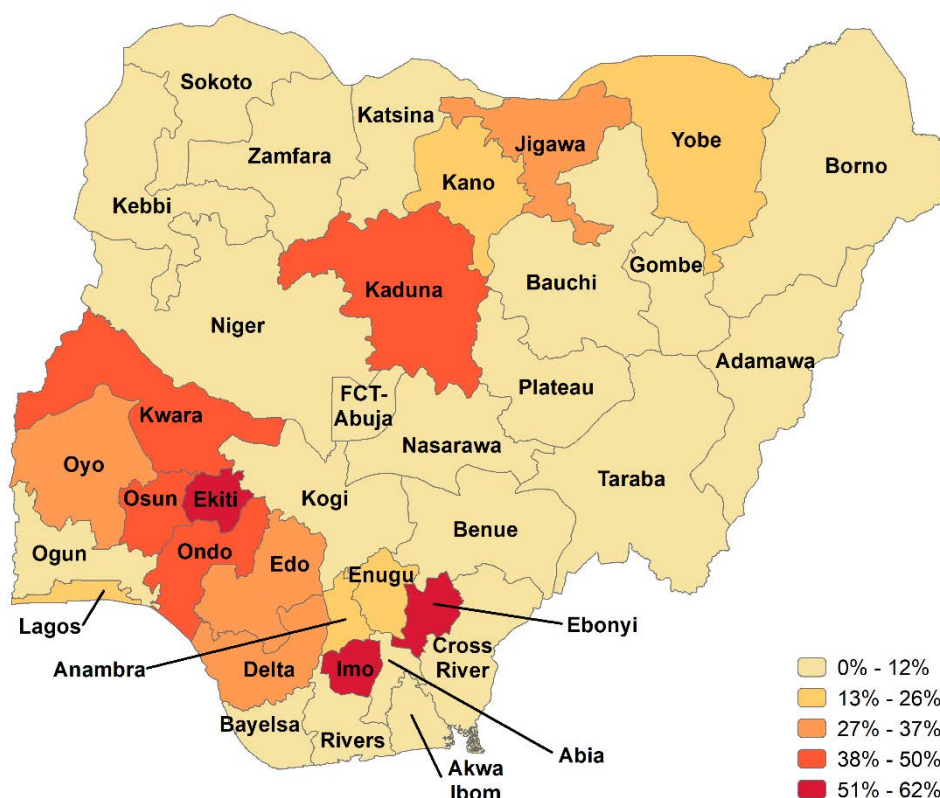 Sokoto
Katsina
Zamfara
Jigawa
Yobe
Borno
Kano
Kebbi
Kaduna
Bauchi
Gombe
Niger
Adamawa
Plateau
FCT-
Abuja
Kwara
Nasarawa
Oyo
Taraba
Osun
Ekiti
Kogi
Benue
Ogun
Ondo
Edo
Enugu
Lagos
Ebonyi
Anambra
Delta
Imo
Cross
River
Bayelsa
Rivers
Abia
Akwa
Ibom
0% - 12%
13% - 26%
27% - 37%
38% - 50%
51% - 62%